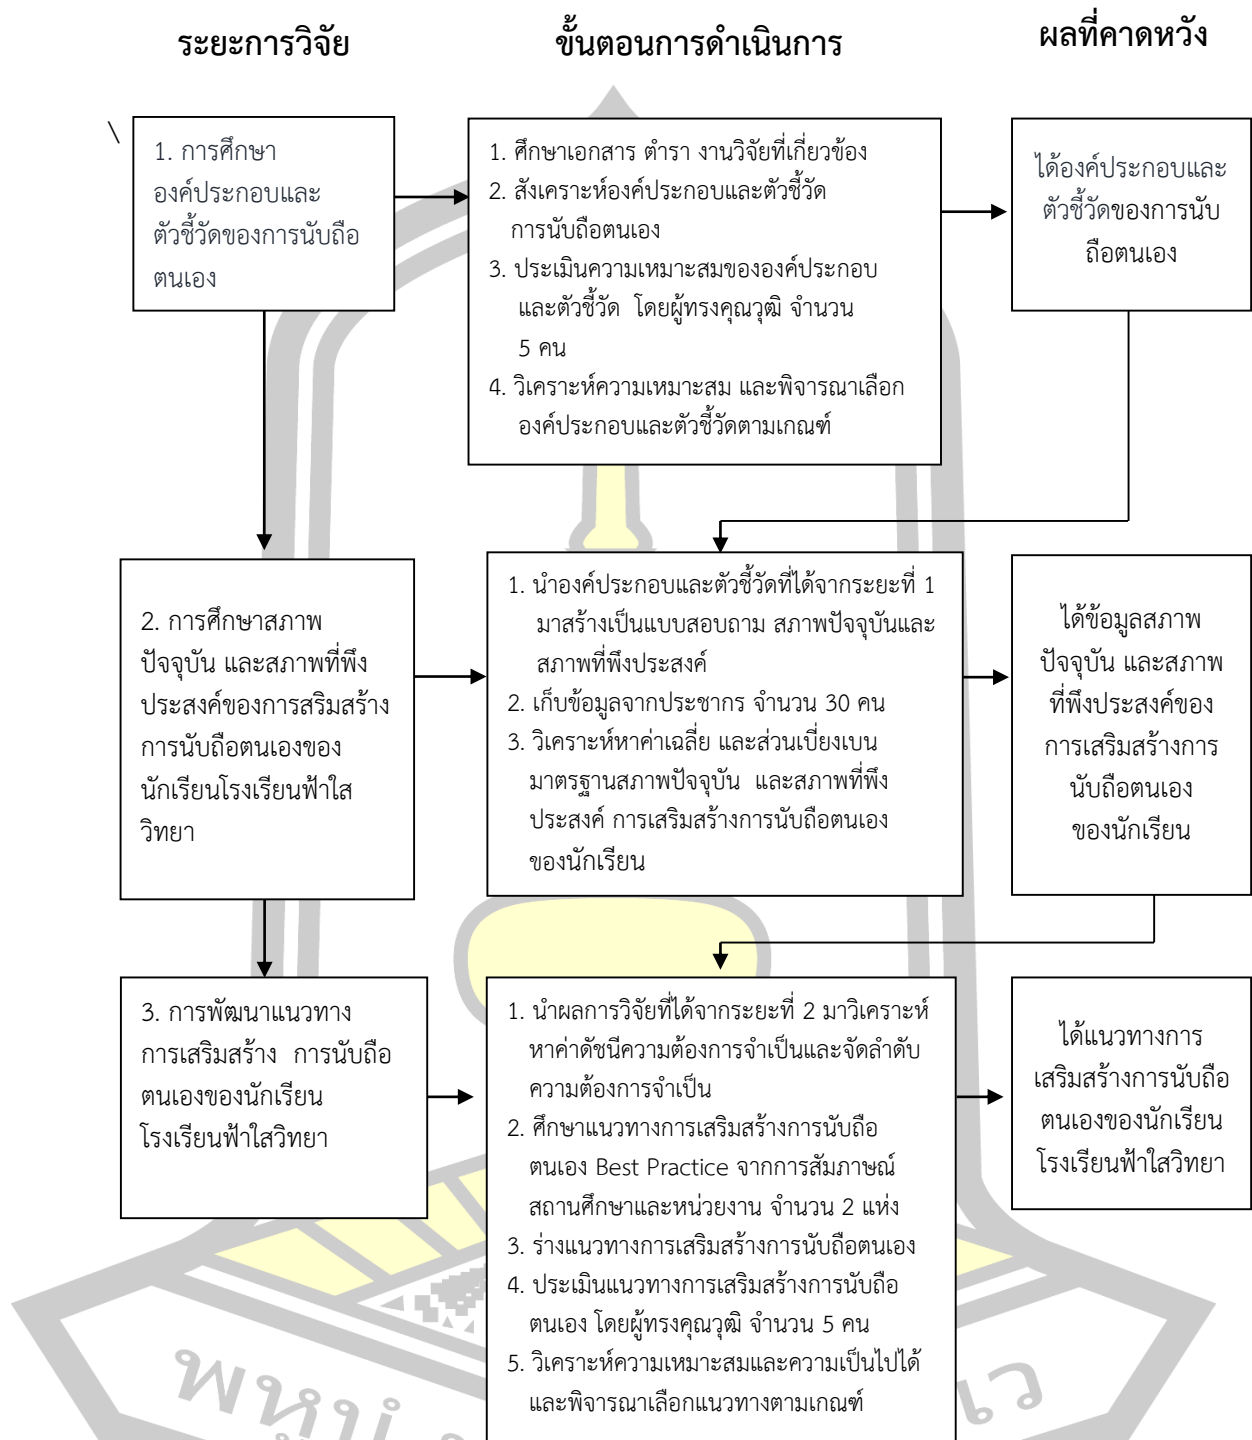 ระยะการวิจัย
ขั้นตอนการดำเนินการ
ผลที่คาดหวัง
\
1. การศึกษา
องค์ประกอบและ
ตัวชี้วัดของการนับถือ
ตนเอง
1. ศึกษาเอกสาร ตำรา งานวิจัยที่เกี่ยวข้อง
2. สังเคราะห์องค์ประกอบและตัวชี้วัด
การนับถือตนเอง
3. ประเมินความเหมาะสมขององค์ประกอบ
และตัวชี้วัด โดยผู้ทรงคุณวุฒิ จำนวน
5 คน
4. วิเคราะห์ความเหมาะสม และพิจารณาเลือก
องค์ประกอบและตัวชี้วัดตามเกณฑ์
ได้องค์ประกอบและ
ตัวชี้วัดของการนับ
ถือตนเอง
2. การศึกษาสภาพ
ปัจจุบัน และสภาพที่พึง
ประสงค์ของการสริมสร้าง
การนับถือตนเองของ
นักเรียนโรงเรียนฟ้าใส
วิทยา
1. นำองค์ประกอบและตัวชี้วัดที่ได้จากระยะที่ 1
มาสร้างเป็นแบบสอบถาม สภาพปัจจุบันและ
สภาพที่พึงประสงค์
2. เก็บข้อมูลจากประชากร จำนวน 30 คน
3. วิเคราะห์หาค่าเฉลี่ย และส่วนเบี่ยงเบน
มาตรฐานสภาพปัจจุบัน และสภาพที่พึง
ประสงค์ การเสริมสร้างการนับถือตนเอง
ของนักเรียน
ได้ข้อมูลสภาพ
ปัจจุบัน และสภาพ
ที่พึงประสงค์ของ
การเสริมสร้างการ
นับถือตนเอง
ของนักเรียน
3. การพัฒนาแนวทาง
การเสริมสร้าง การนับถือ
ตนเองของนักเรียน
โรงเรียนฟ้าใสวิทยา
1. นำผลการวิจัยที่ได้จากระยะที่ 2 มาวิเคราะห์
หาค่าดัชนีความต้องการจำเป็นและจัดลำดับ
ความต้องการจำเป็น
2. ศึกษาแนวทางการเสริมสร้างการนับถือ
ตนเอง Best Practice จากการสัมภาษณ์
สถานศึกษาและหน่วยงาน จำนวน 2 แห่ง
3. ร่างแนวทางการเสริมสร้างการนับถือตนเอง
4. ประเมินแนวทางการเสริมสร้างการนับถือ
ตนเอง โดยผู้ทรงคุณวุฒิ จำนวน 5 คน
5. วิเคราะห์ความเหมาะสมและความเป็นไปได้
และพิจารณาเลือกแนวทางตามเกณฑ์
ได้แนวทางการ
เสริมสร้างการนับถือ
ตนเองของนักเรียน
โรงเรียนฟ้าใสวิทยา